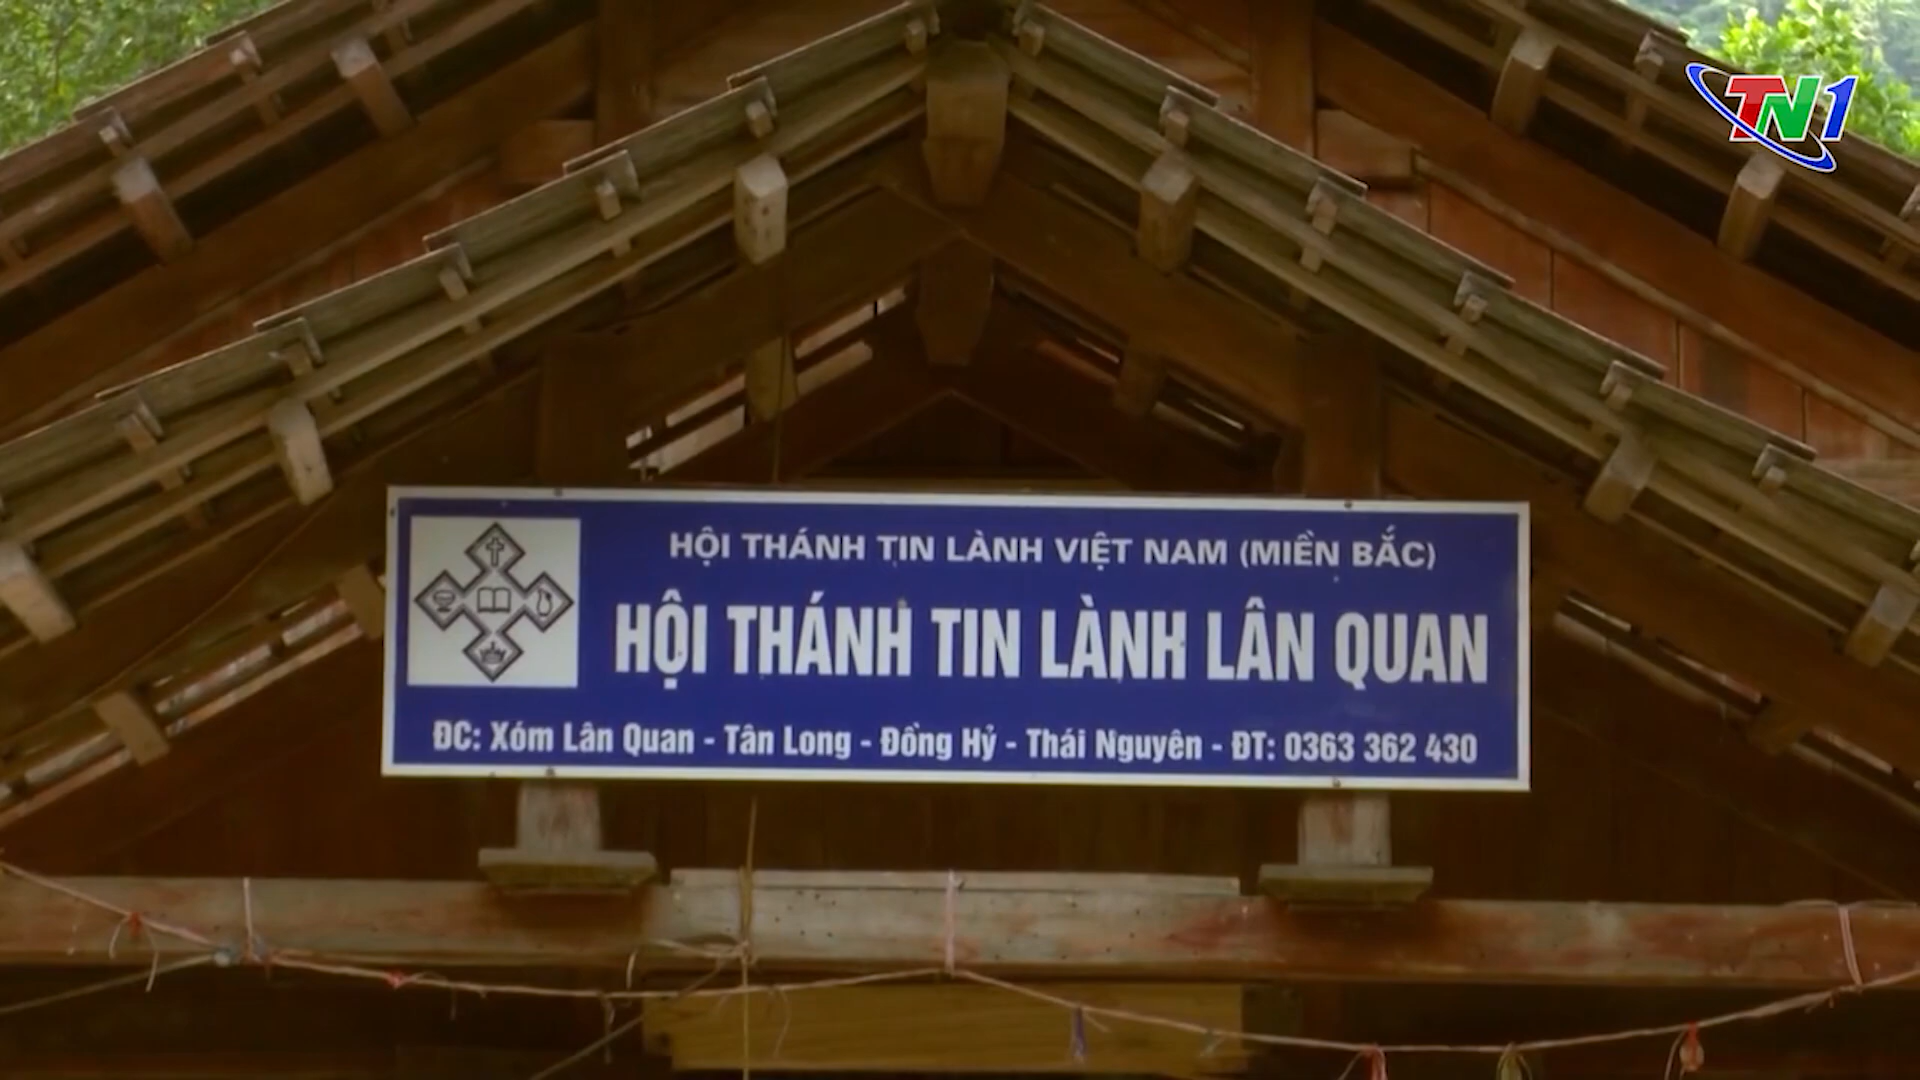 TN1
HỘI THÁNH TIN LÀNH VIỆT NAM (MIỀN BẮC)
HỘI THÁNH TIN LÀNH LÂN QUAN
ĐC: Xóm Lân Quan - Tân Long - Đồng Hỷ - Thái Nguyên - ĐT: 0363 362 430